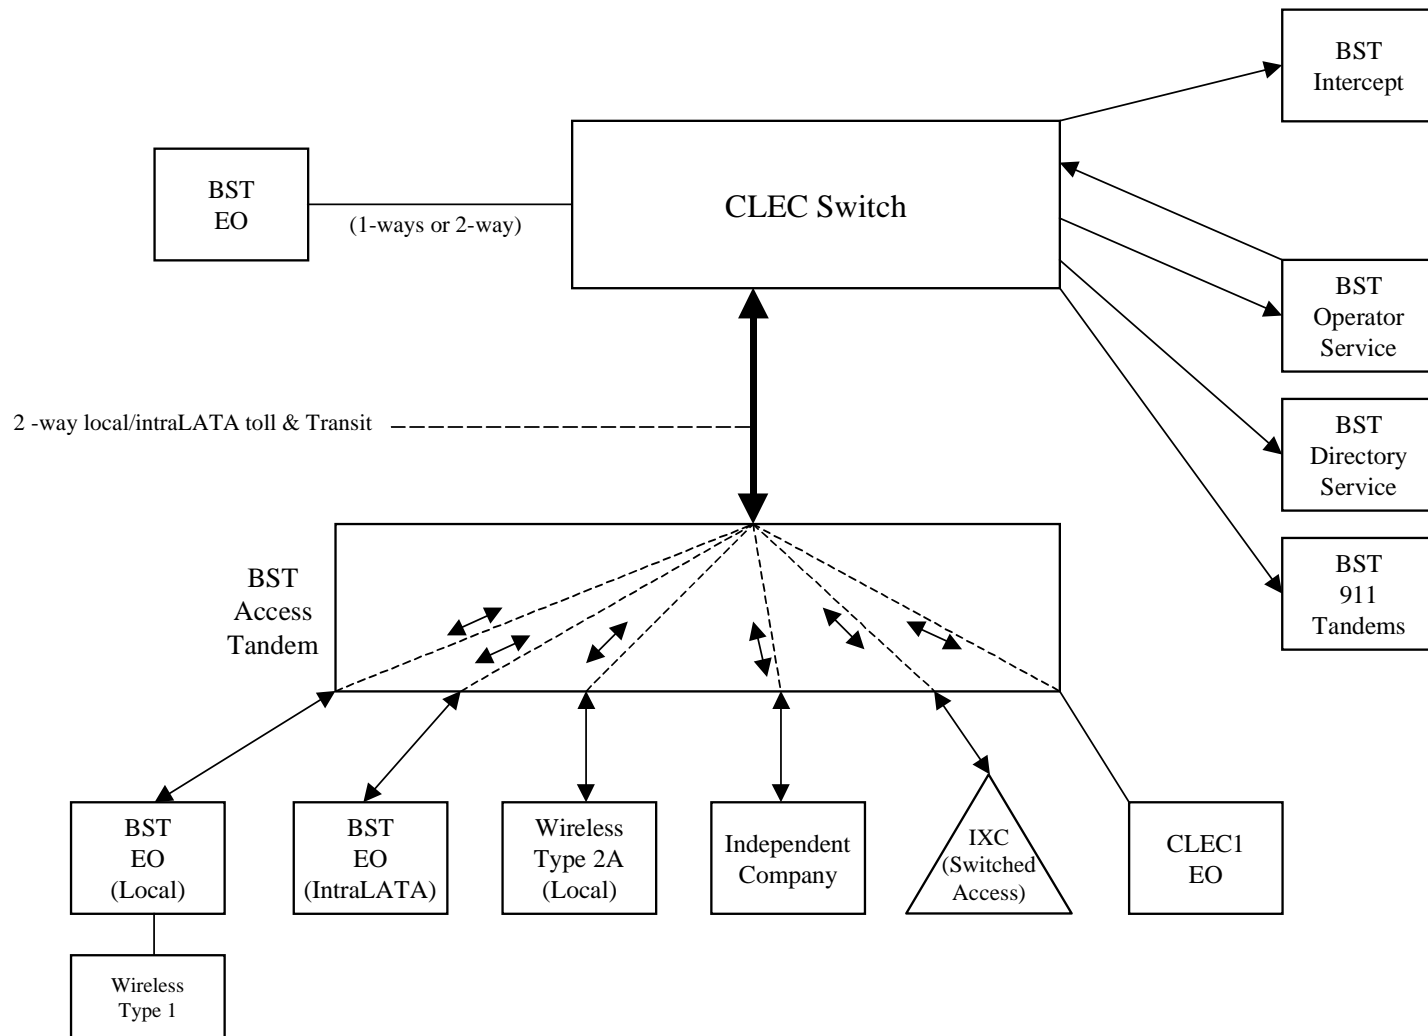 BST
Intercept
BST
EO
(1-ways or 2-way)
CLEC Switch
BST
Operator
Service
BST
Directory
Service
2 -way local/intraLATA toll & Transit
BST
911
Tandems
BST
Access
Tandem
BST
EO
(Local)
BST
EO
(IntraLATA)
Wireless
Type 2A
(Local)
Independent
Company
IXC
(Switched
Access)
CLEC1
EO
Wireless
Type 1